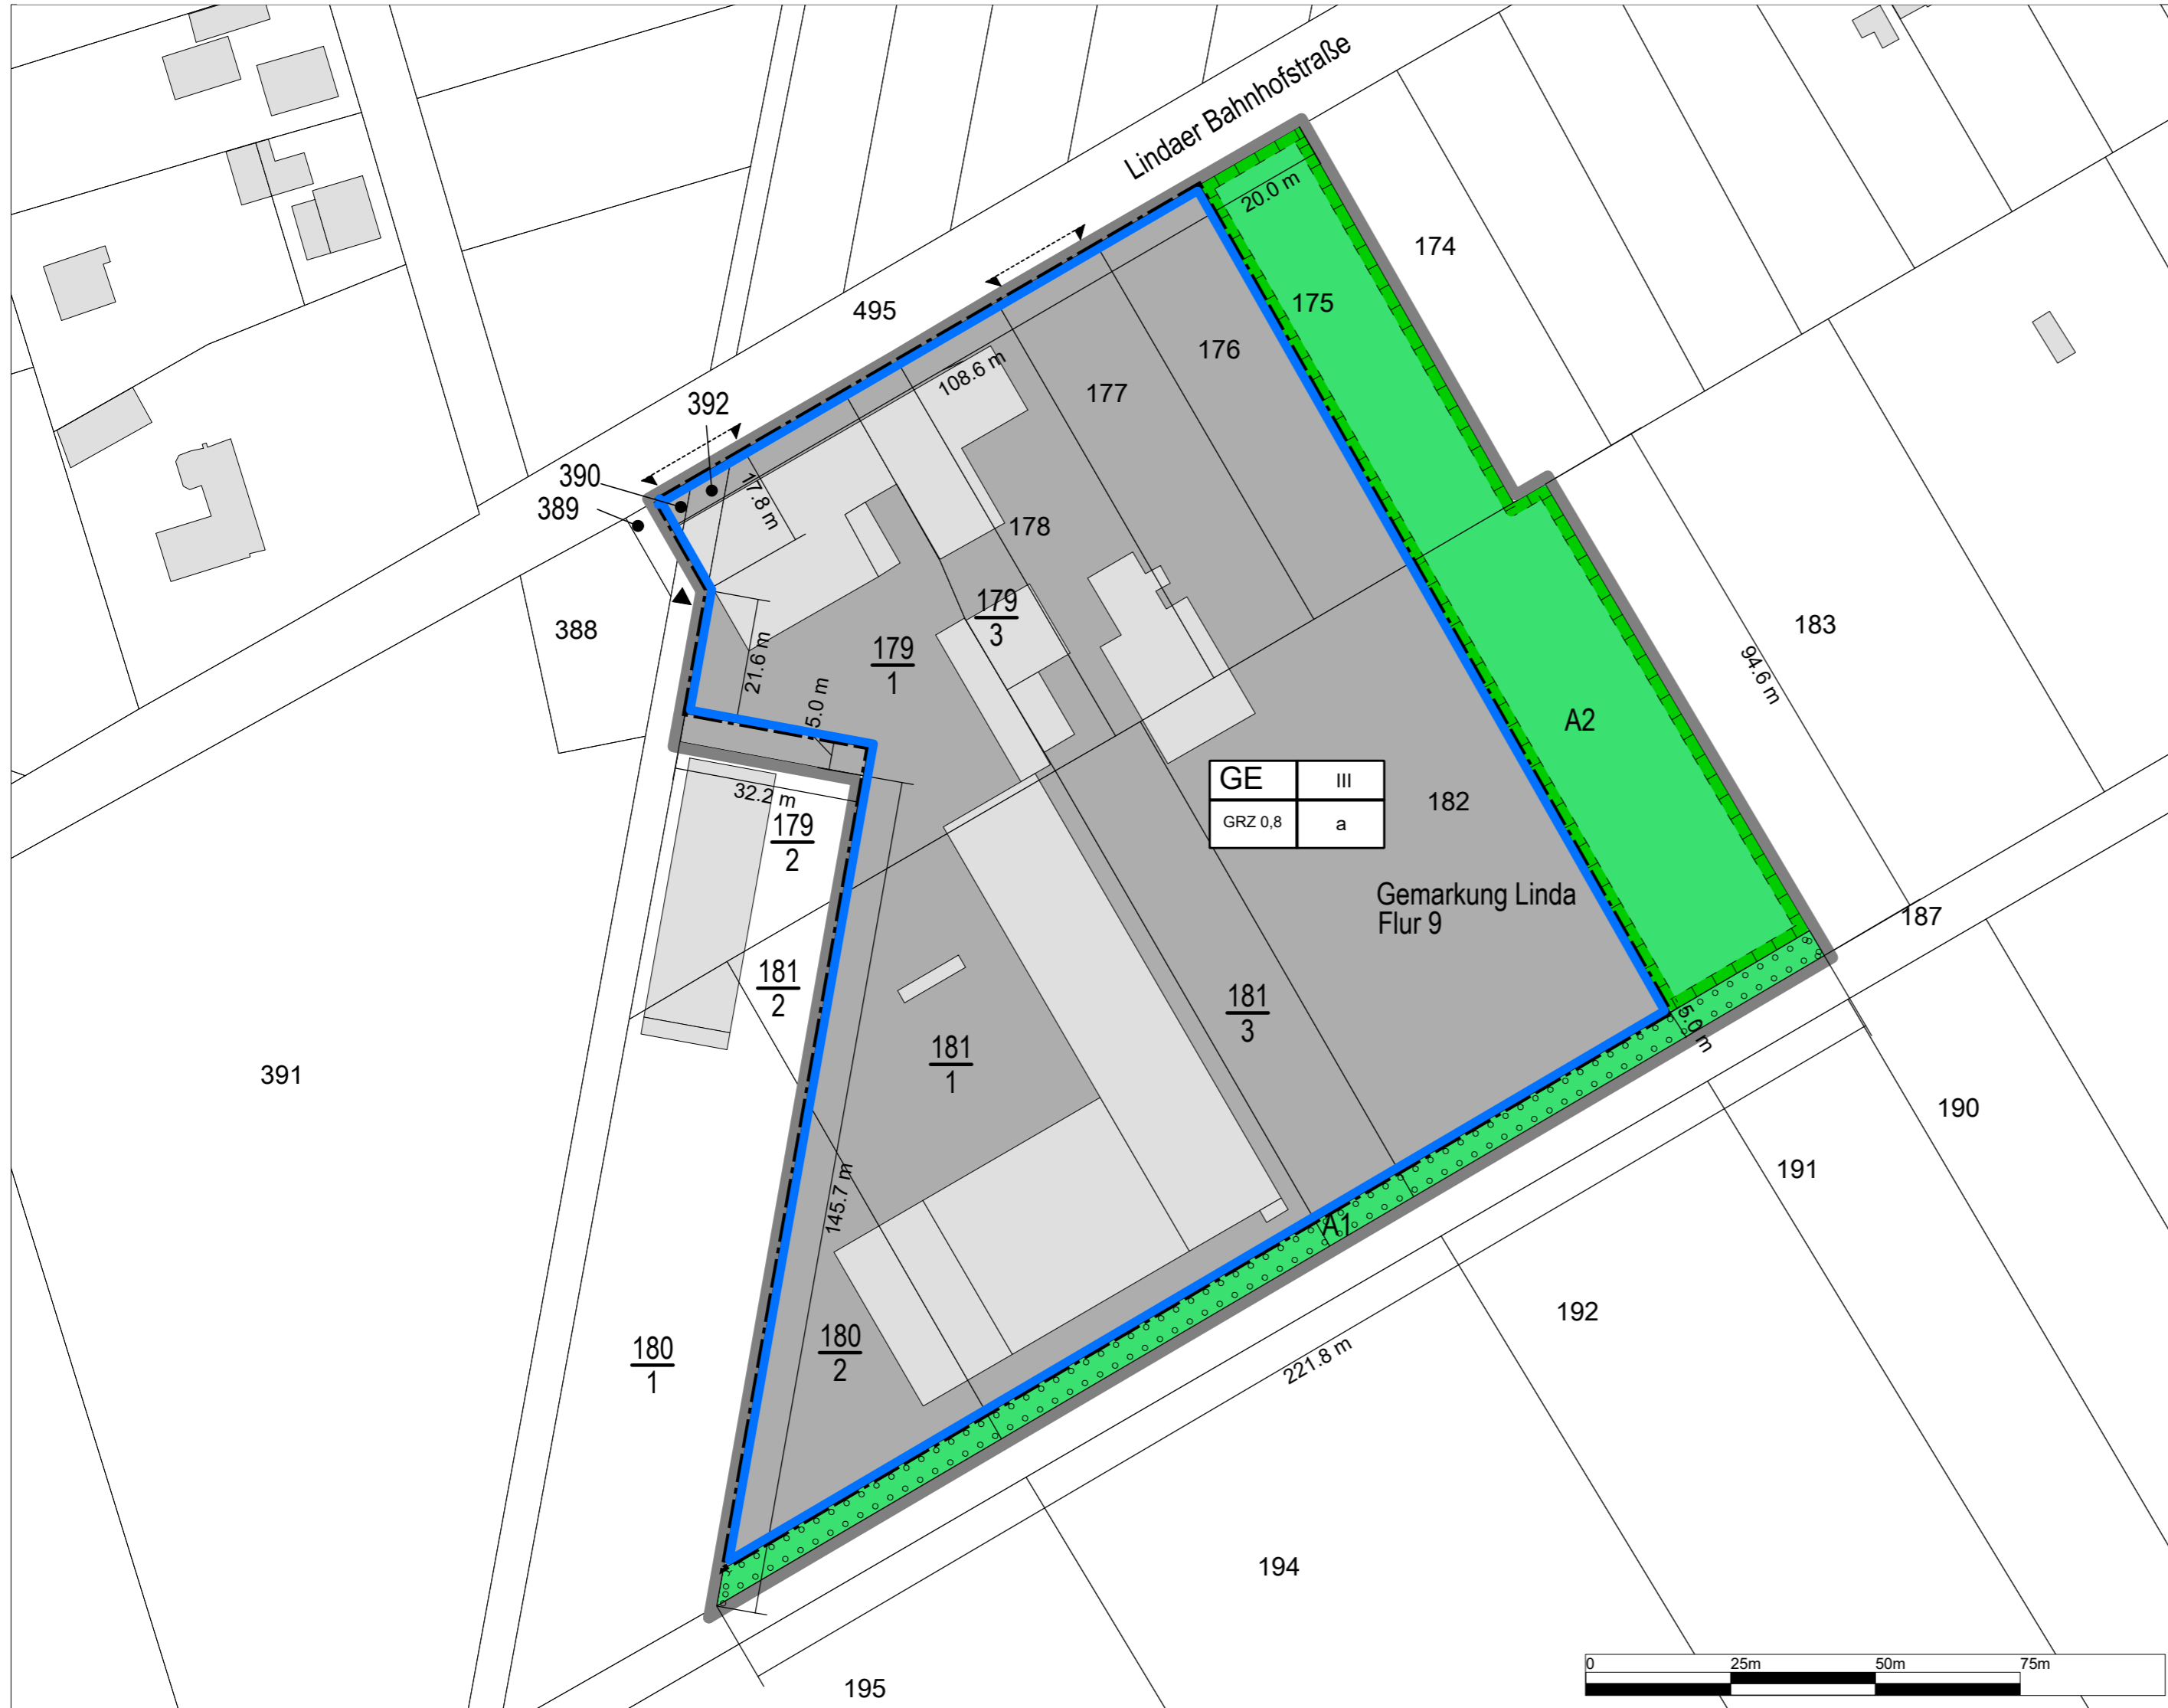 Lindaer Bahnhofstraße
20.0 m
174
175
495
176
108.6 m
177
392
390
389
17.8 m
178
179
3
388
183
179
1
21.6 m
94.6 m
5.0 m
A2
GE
III
GRZ 0,8
a
182
32.2 m
179
2
Gemarkung Linda
Flur 9
187
181
2
181
3
5.0 m
181
1
391
190
191
145.7 m
A1
192
180
1
180
2
221.8 m
194
195
0
25m
50m
75m